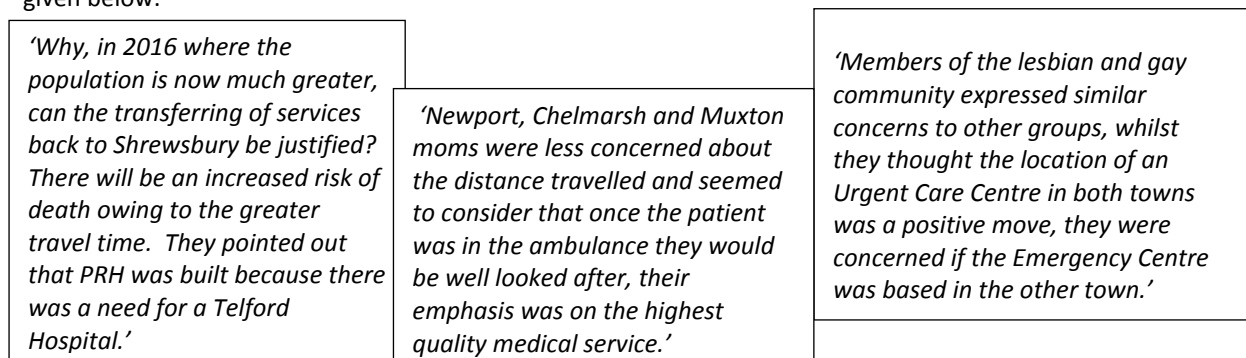 given below:
‘Why, in 2016 where the
population is now much greater,
can the transferring of services
back to Shrewsbury be justified?
There will be an increased risk of
death owing to the greater
travel time.  They pointed out
that PRH was built because there
was a need for a Telford
Hospital.’
‘Newport, Chelmarsh and Muxton
moms were less concerned about
the distance travelled and seemed
to consider that once the patient
was in the ambulance they would
be well looked after, their
emphasis was on the highest
quality medical service.’
‘Members of the lesbian and gay
community expressed similar
concerns to other groups, whilst
they thought the location of an
Urgent Care Centre in both towns
was a positive move, they were
concerned if the Emergency Centre
was based in the other town.’